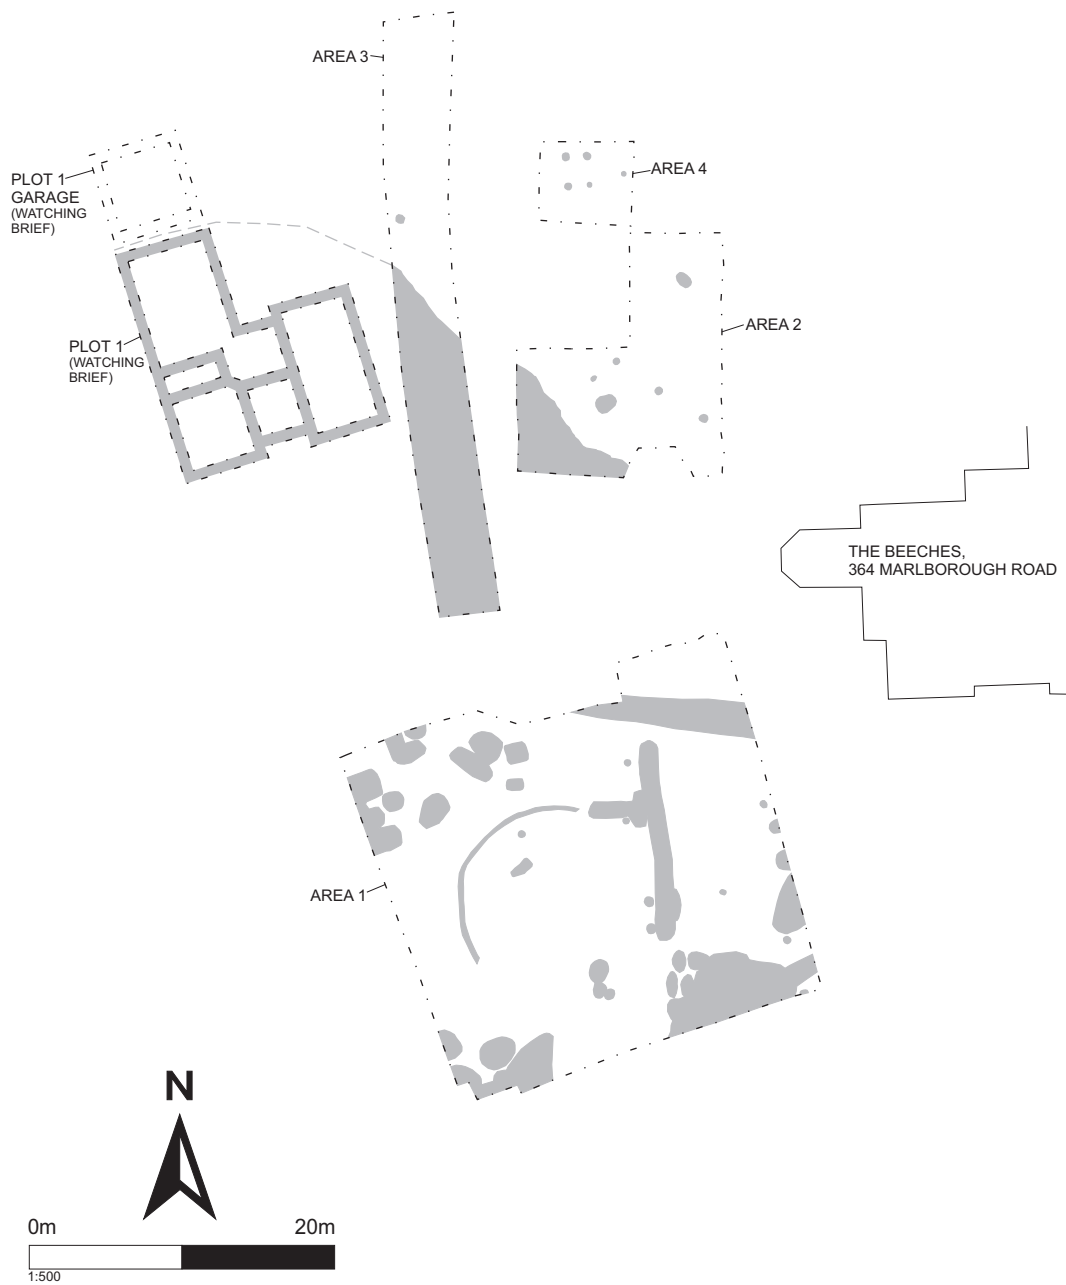 AREA 3
PLOT 1
GARAGE
(WATCHING
BRIEF)
AREA 4
PLOT 1
(WATCHING
BRIEF)
AREA 2
THE BEECHES,
364 MARLBOROUGH ROAD
AREA 1
N
0m 20m
1:500